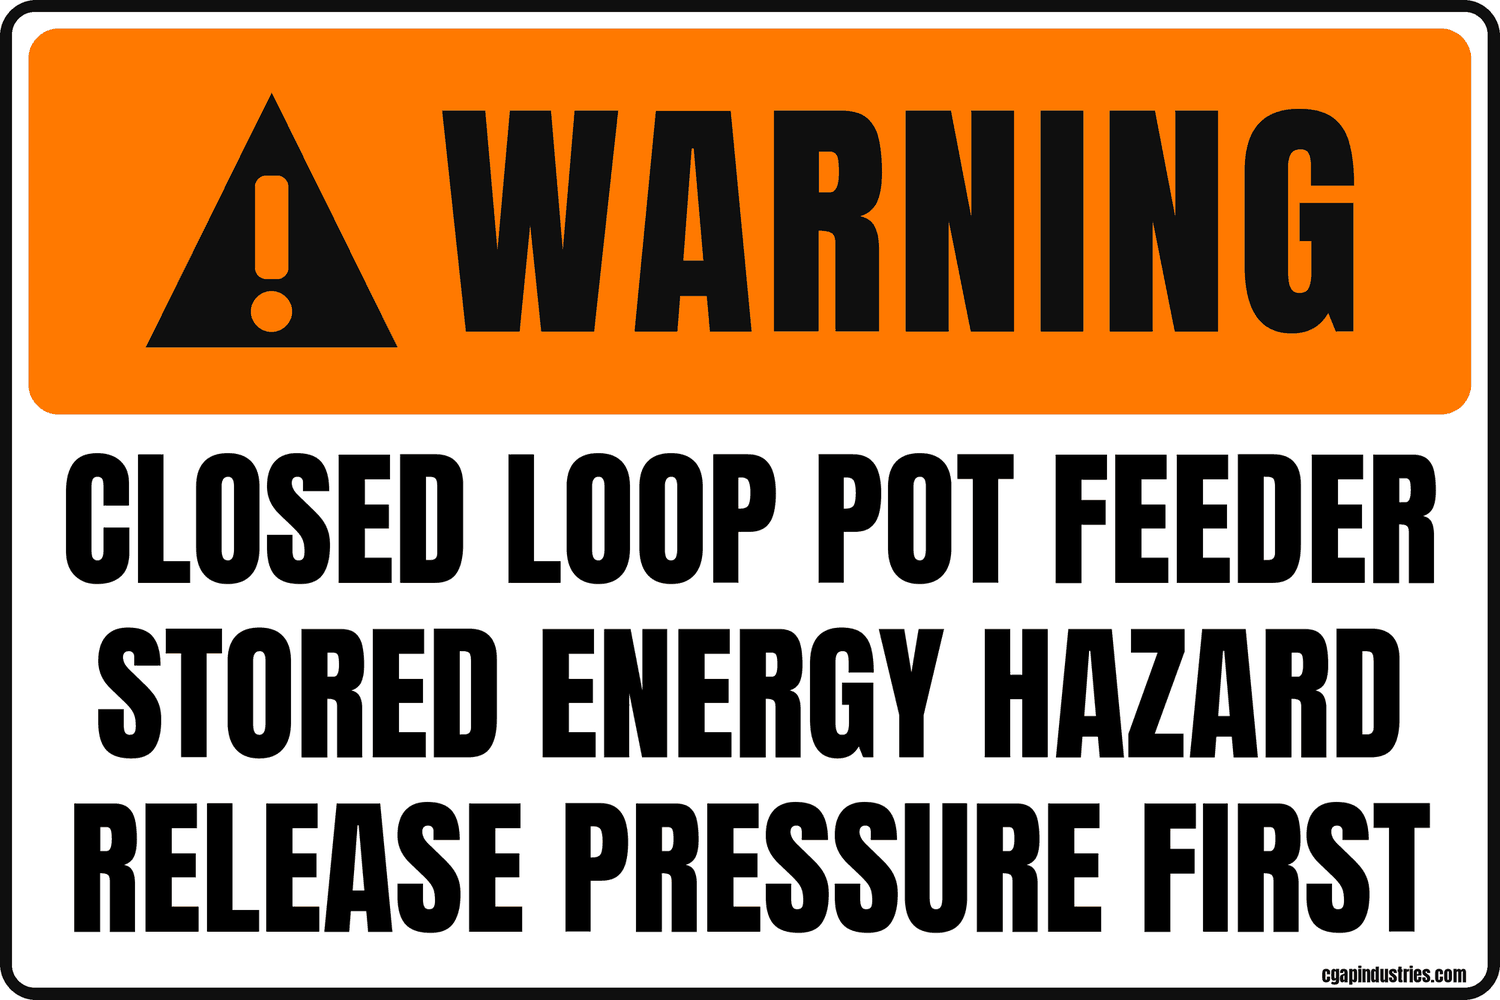 WARNING
CLOSED LOOP POT FEEDER
STORED ENERGY HAZARD
RELEASE PRESSURE FIRST
cgapindustries.com